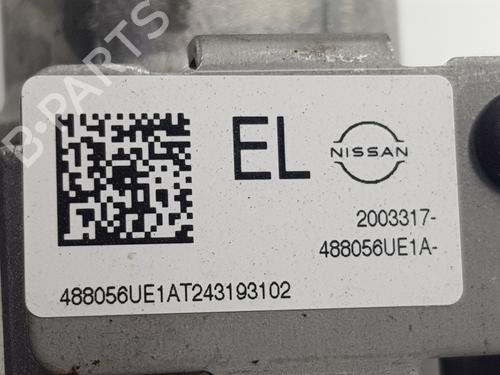 B-PARTS
EL
NISSAN
2003317-
488056UE1A-
488056UE1AT243193102